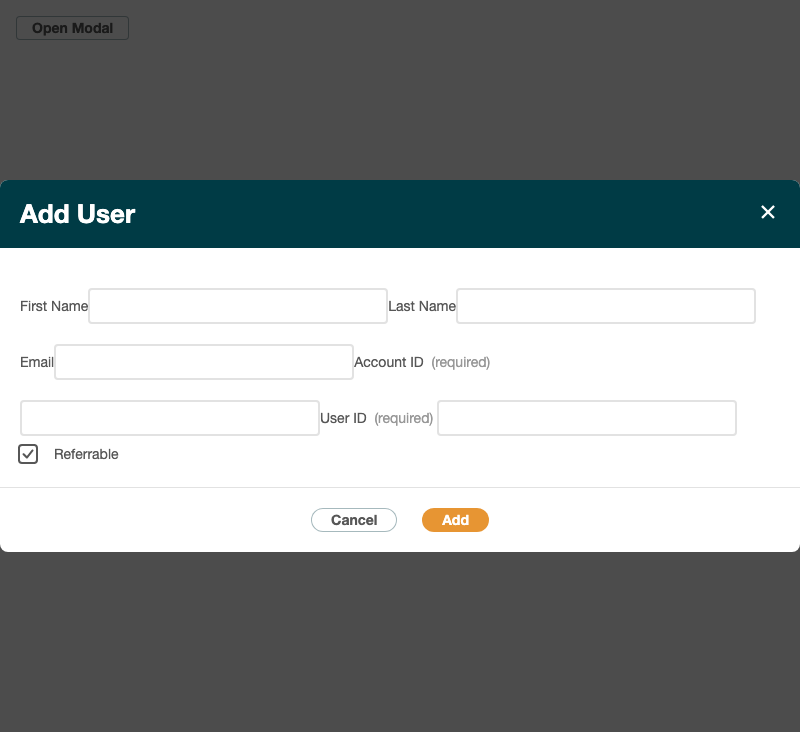 Open Modal
Add User
First Name Last Name
Email Account ID (required)
User ID (required)
Referrable
Cancel Add